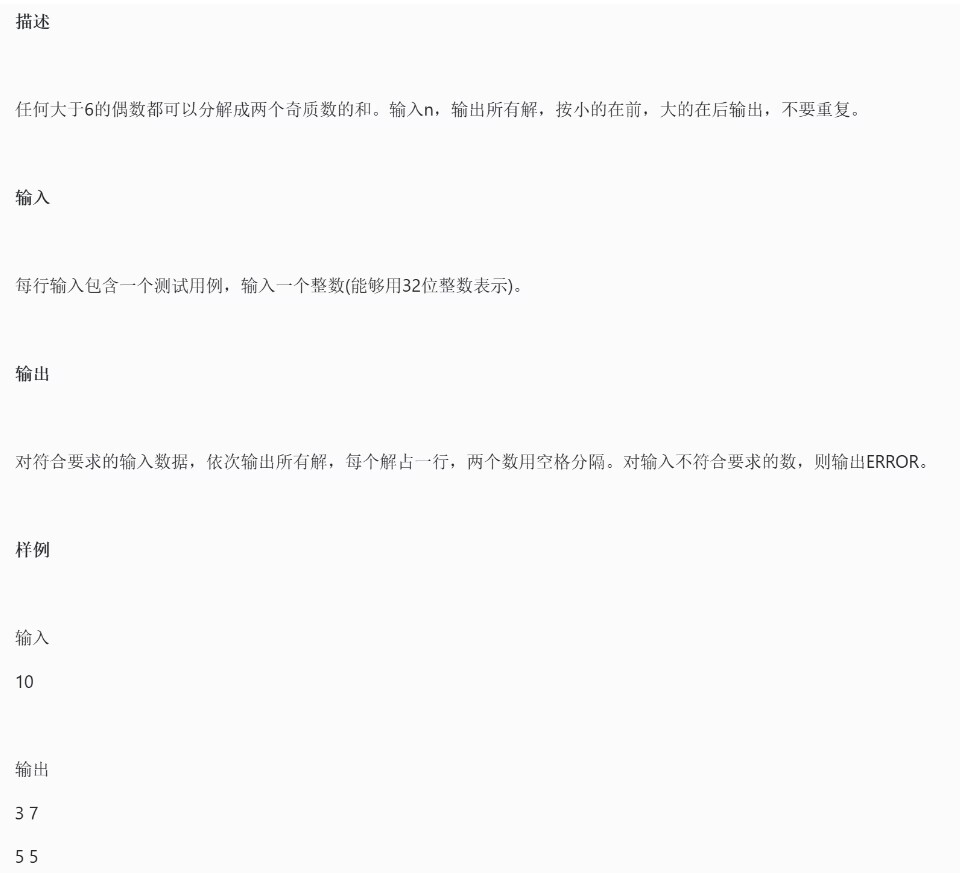 描述
任何大于6的偶数都可以分解成两个奇质数的和。输入n，输出所有解，按小的在前，大的在后输出，不要重复。
输入
每行输入包含一个测试用例，输入一个整数(能够用32位整数表示)。
输出
对符合要求的输入数据，依次输出所有解，每个解占一行，两个数用空格分隔。对输入不符合要求的数，则输出ERROR。
样例
输入
10
输出
3 7
5 5